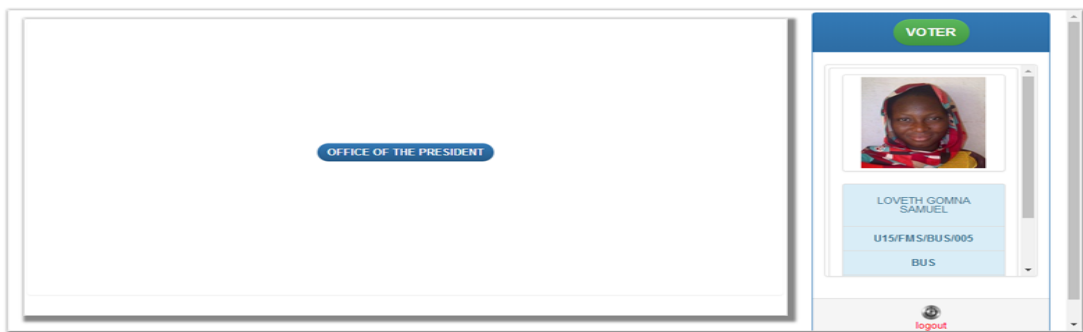 OFFICE OF THE PRESIDENT
VOTER
LOVETH GOMNA
SAMUEL
U15/FMS/BUS/005
BUS
logout